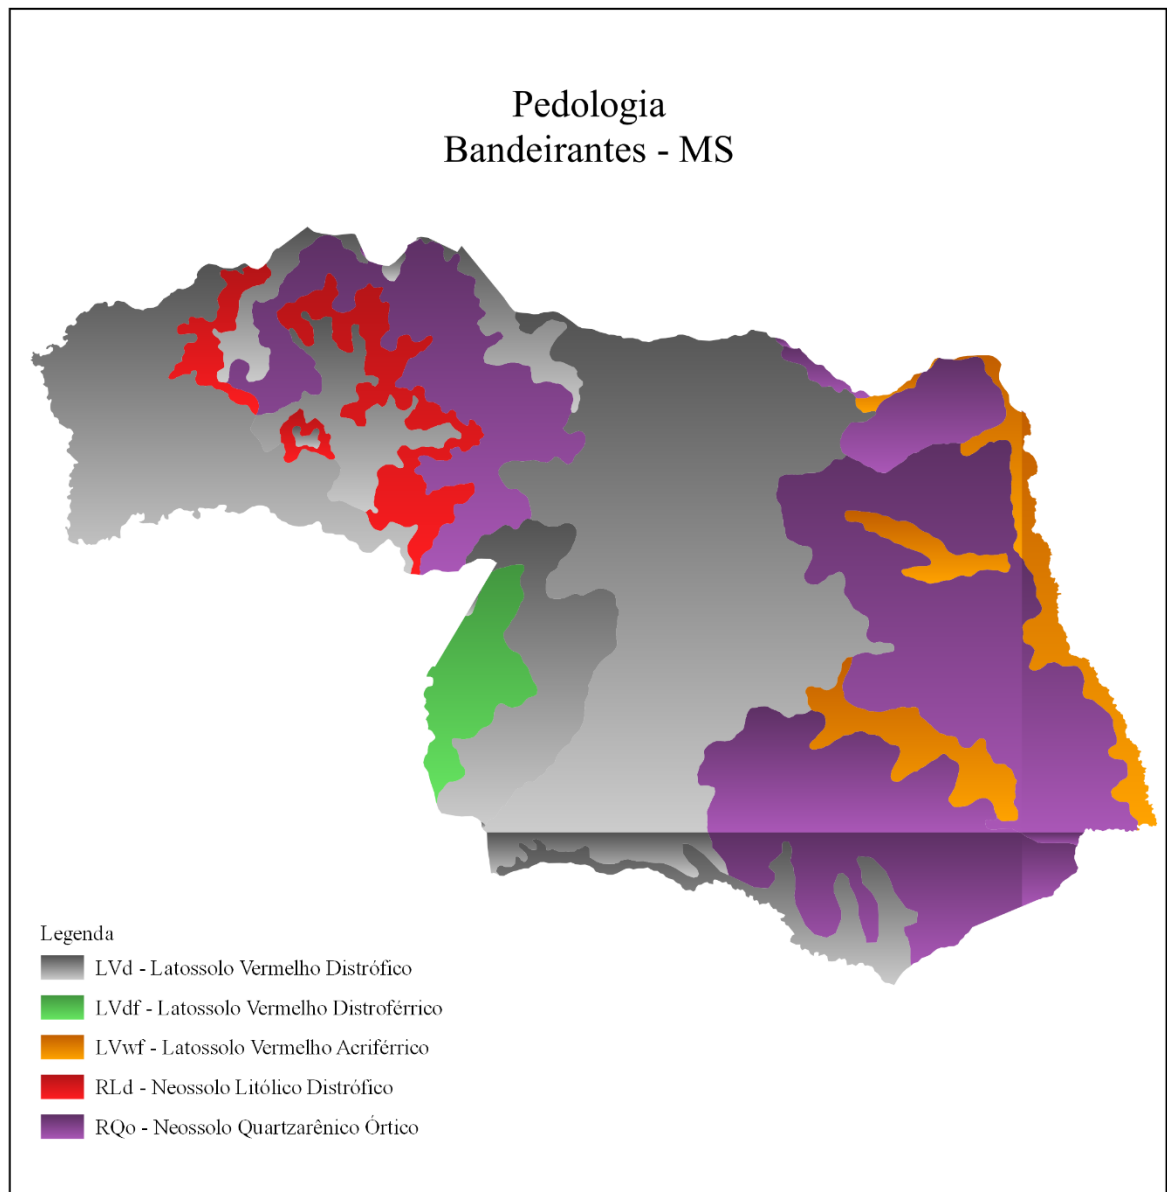 Pedologia
Bandeirantes - MS
Legenda
LVd - Latossolo Vermelho Distrófico
LVdf - Latossolo Vermelho Distroférrico
LVwf - Latossolo Vermelho Acriférrico
RLd - Neossolo Litólico Distrófico
RQo - Neossolo Quartzarênico Órtico